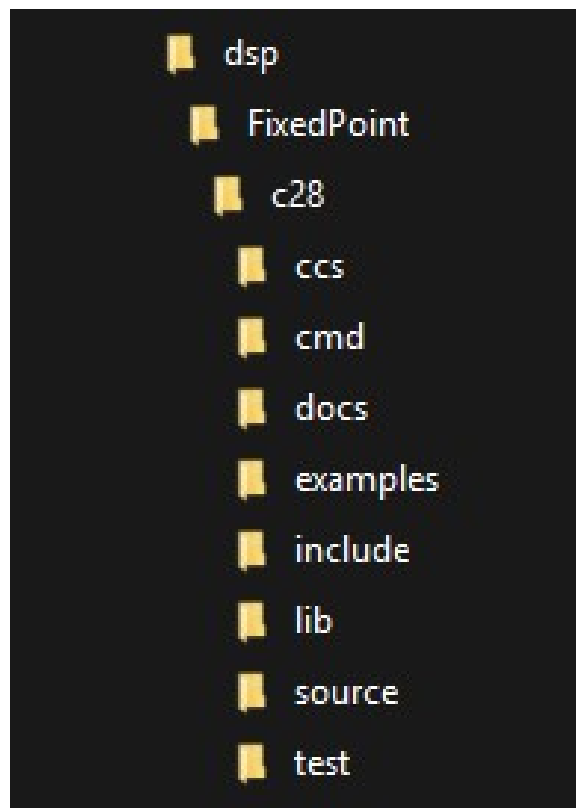 dsp
FixedPoint
c28
ccs
cmd
docs
examples
include
lib
source
test